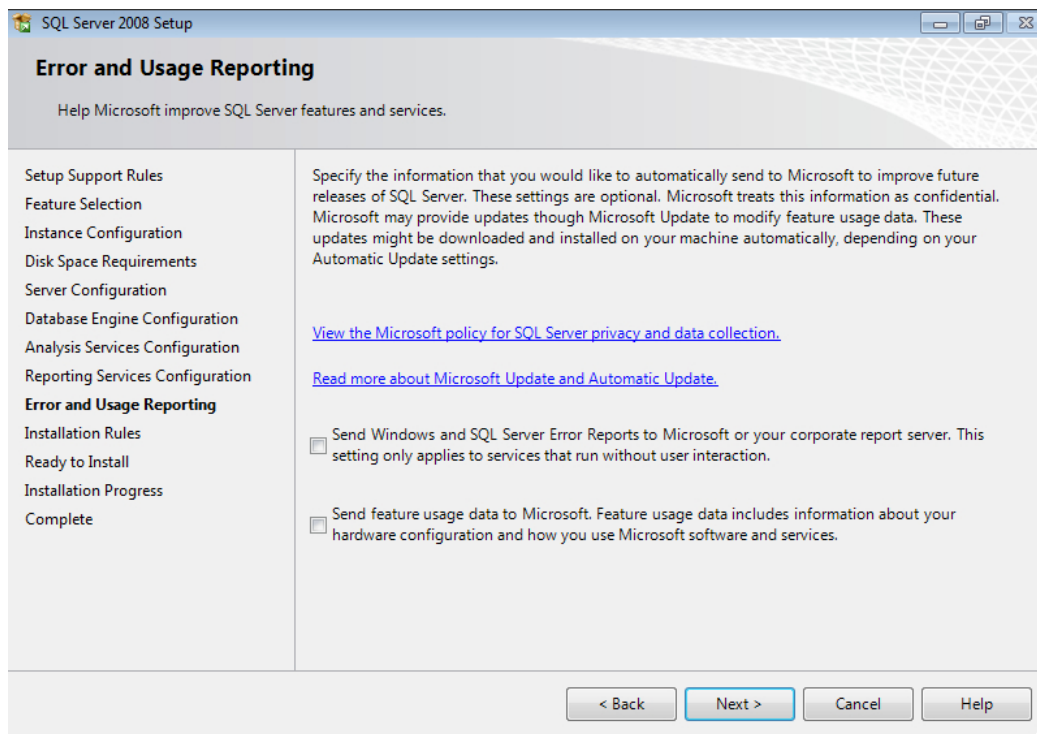 SQL Server 2008 Setup
Error and Usage Reporting
Help Microsoft improve SQL Server features and services.
Setup Support Rules
Feature Selection
Instance Configuration
Disk Space Requirements
Server Configuration
Database Engine Configuration
Analysis Services Configuration
Reporting Services Configuration
Error and Usage Reporting
Installation Rules
Ready to Install
Installation Progress
Complete
Specify the information that you would like to automatically send to Microsoft to improve future
releases of SQL Server. These settings are optional. Microsoft treats this information as confidential.
Microsoft may provide updates though Microsoft Update to modify feature usage data. These
updates might be downloaded and installed on your machine automatically, depending on your
Automatic Update settings.
View the Microsoft policy for SQL Server privacy and data collection.
Read more about Microsoft Update and Automatic Update.
Send Windows and SQL Server Error Reports to Microsoft or your corporate report server. This
setting only applies to services that run without user interaction.
Send feature usage data to Microsoft. Feature usage data includes information about your
hardware configuration and how you use Microsoft software and services.
< Back
Next >
Cancel
Help